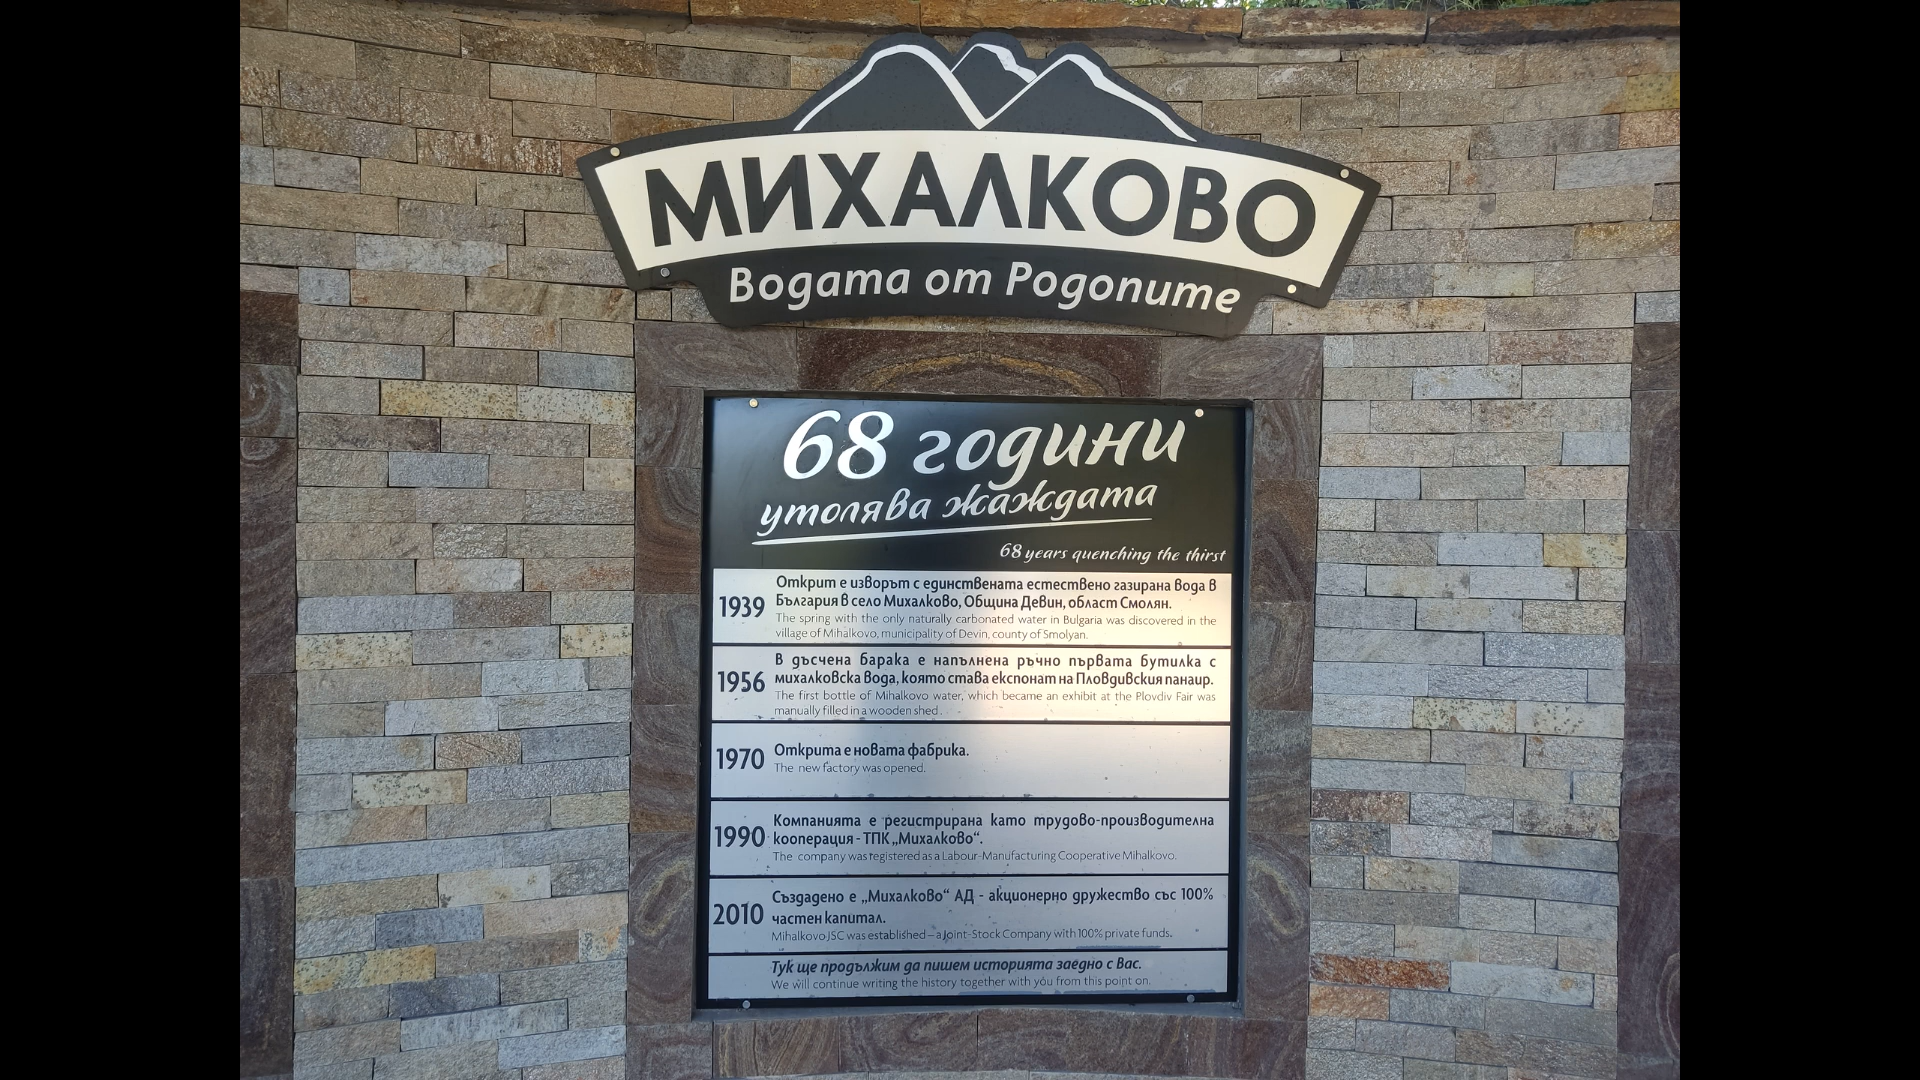 МИХАЛКОВО
Водата от Родопите
68 години
утолява жаждата
68 years quenching the thirst
1939
Открит е изворът с единствената естествено газирана вода в
България в село Михалково, Община Девин, област Смолян.
The spring with the only naturally carbonated water in Bulgaria was discovered in the
village of Mihalkovo, municipality of Devin, county of Smolyan.
1956
В дъсчена барака е напълнена ръчно първата бутилка с
михалковска вода, която става експонат на Пловдивския панаир.
The first bottle of Mihalkovo water, which became an exhibit at the Plovdiv Fair was
manually filled in a wooden shed.
1970
Открита е новата фабрика.
The new factory was opened.
1990
Компанията е регистрирана като трудово-производителна
кооперация - ТПК „Михалково“.
The company was registered as a Labour-Manufacturing Cooperative Mihalkovo.
2010
Създадено е „Михалково“ АД - акционерно дружество със 100%
частен капитал.
Mihalkovo JSC was established – a Joint-Stock Company with 100% private funds.
Тук ще продължим да пишем историята заедно с Вас.
We will continue writing the history together with you from this point on.